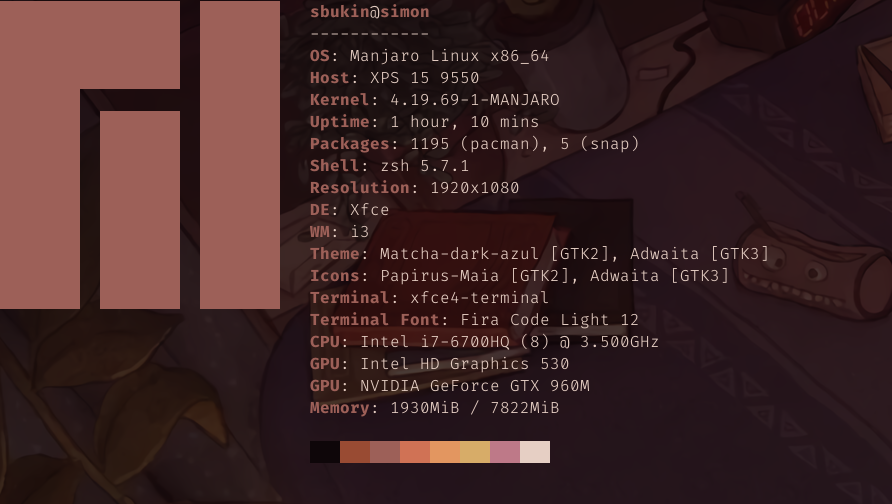 sbukin@simon
------------
OS: Manjaro Linux x86_64
Host: XPS 15 9550
Kernel: 4.19.69-1-MANJARO
Uptime: 1 hour, 10 mins
Packages: 1195 (pacman), 5 (snap)
Shell: zsh 5.7.1
Resolution: 1920x1080
DE: Xfce
WM: i3
Theme: Matcha-dark-azul [GTK2], Adwaita [GTK3]
Icons: Papirus-Maia [GTK2], Adwaita [GTK3]
Terminal: xfce4-terminal
Terminal Font: Fira Code Light 12
CPU: Intel i7-6700HQ (8) @ 3.500GHz
GPU: Intel HD Graphics 530
GPU: NVIDIA GeForce GTX 960M
Memory: 1930MiB / 7822MiB